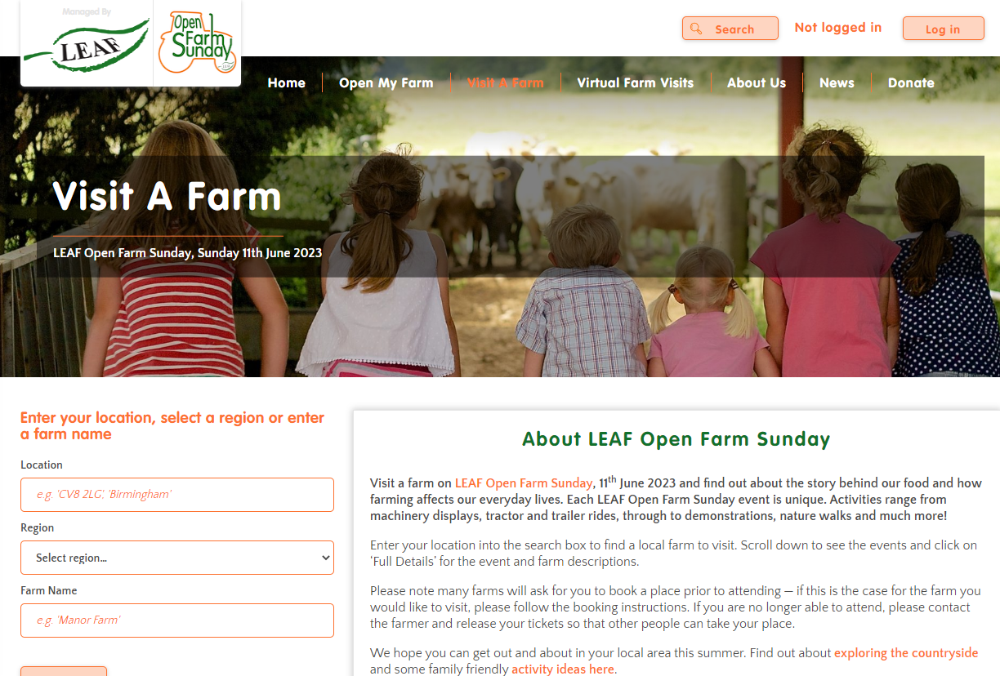 Managed By
LEAF
Open
Farm
Sunday
Search
Not logged in
Log in
Home
Open My Farm
Visit A Farm
Virtual Farm Visits
About Us
News
Donate
Visit A Farm
LEAF Open Farm Sunday, Sunday 11th June 2023
Enter your location, select a region or enter
a farm name
Location
e.g. 'CV8 2LG', 'Birmingham'
Region
Select region...
Farm Name
e.g. 'Manor Farm'
About LEAF Open Farm Sunday
Visit a farm on LEAF Open Farm Sunday, 11th June 2023 and find out about the story behind our food and how
farming affects our everyday lives. Each LEAF Open Farm Sunday event is unique. Activities range from
machinery displays, tractor and trailer rides, through to demonstrations, nature walks and much more!
Enter your location into the search box to find a local farm to visit. Scroll down to see the events and click on
‘Full Details’ for the event and farm descriptions.
Please note many farms will ask for you to book a place prior to attending – if this is the case for the farm you
would like to visit, please follow the booking instructions. If you are no longer able to attend, please contact
the farmer and release your tickets so that other people can take your place.
We hope you can get out and about in your local area this summer. Find out about exploring the countryside
and some family friendly activity ideas here.